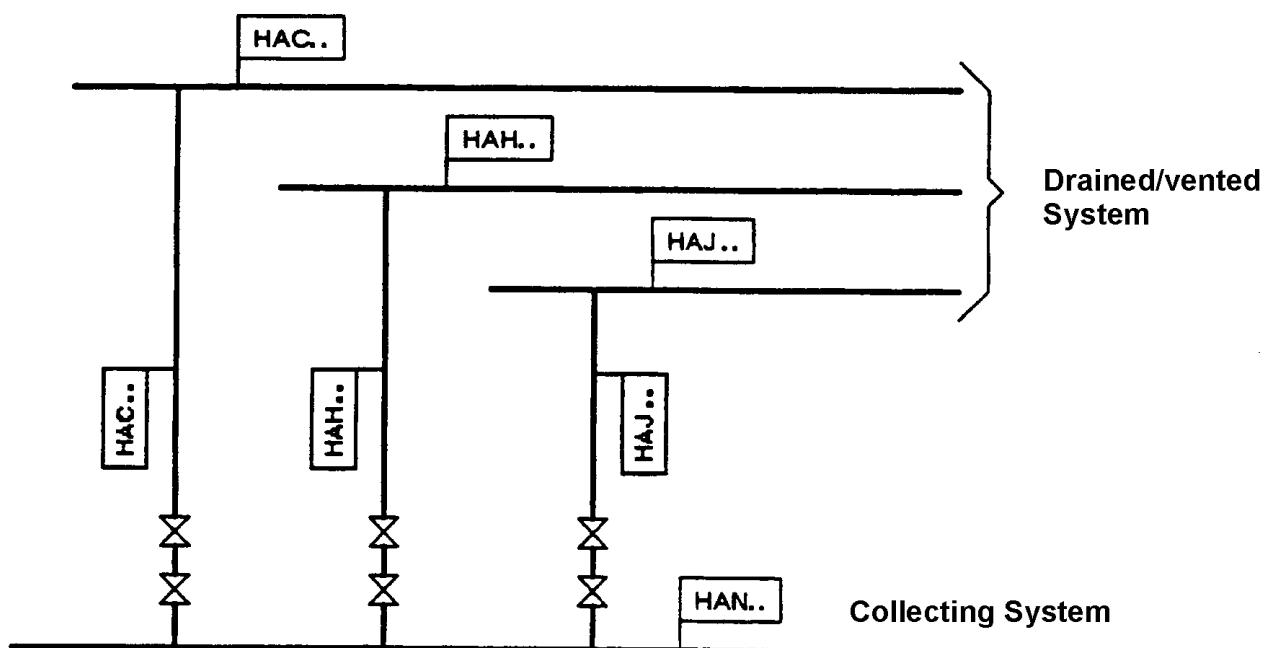 HAC..
HAH..
Drained/vented
System
HAJ..
HAC..
HAH..
HAJ..
HAN..
Collecting System